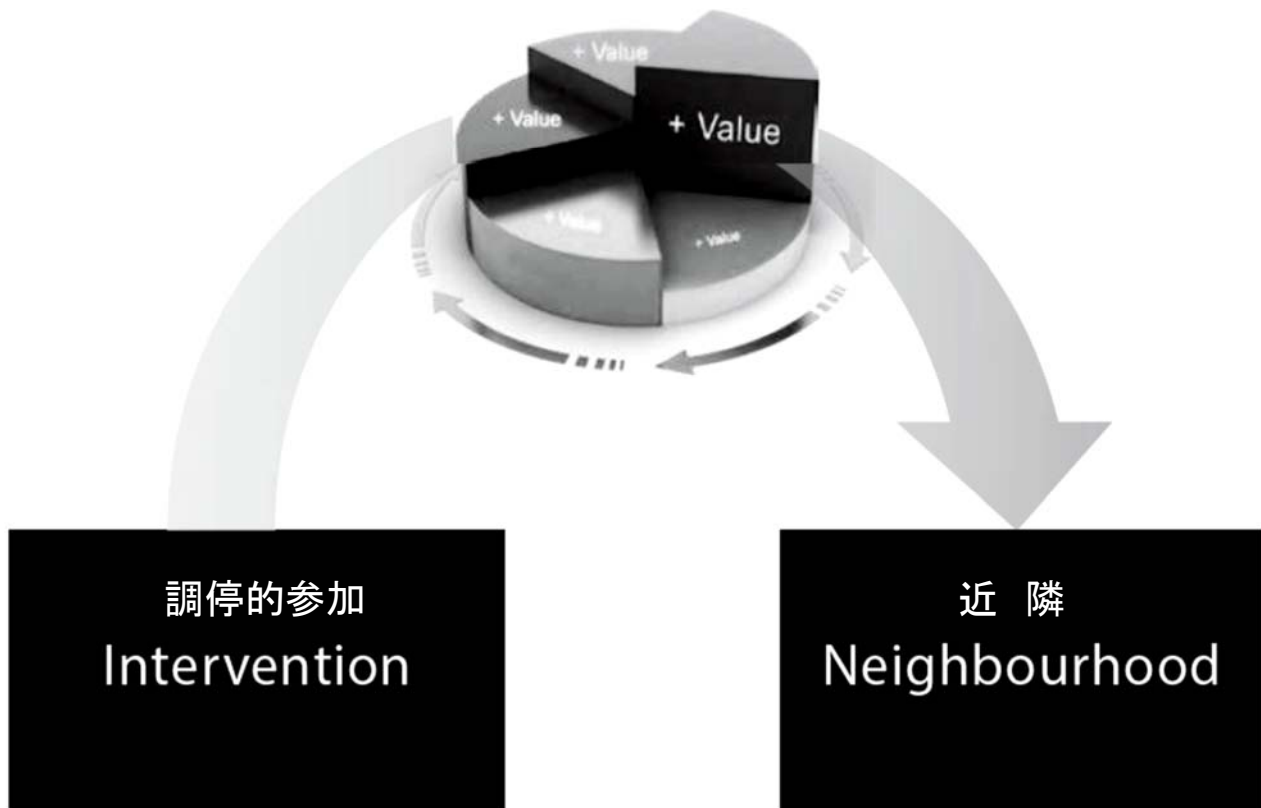 + Value
+ Value
+ Value
+ Value
+ Value
調停的参加
Intervention
近 隣
Neighbourhood